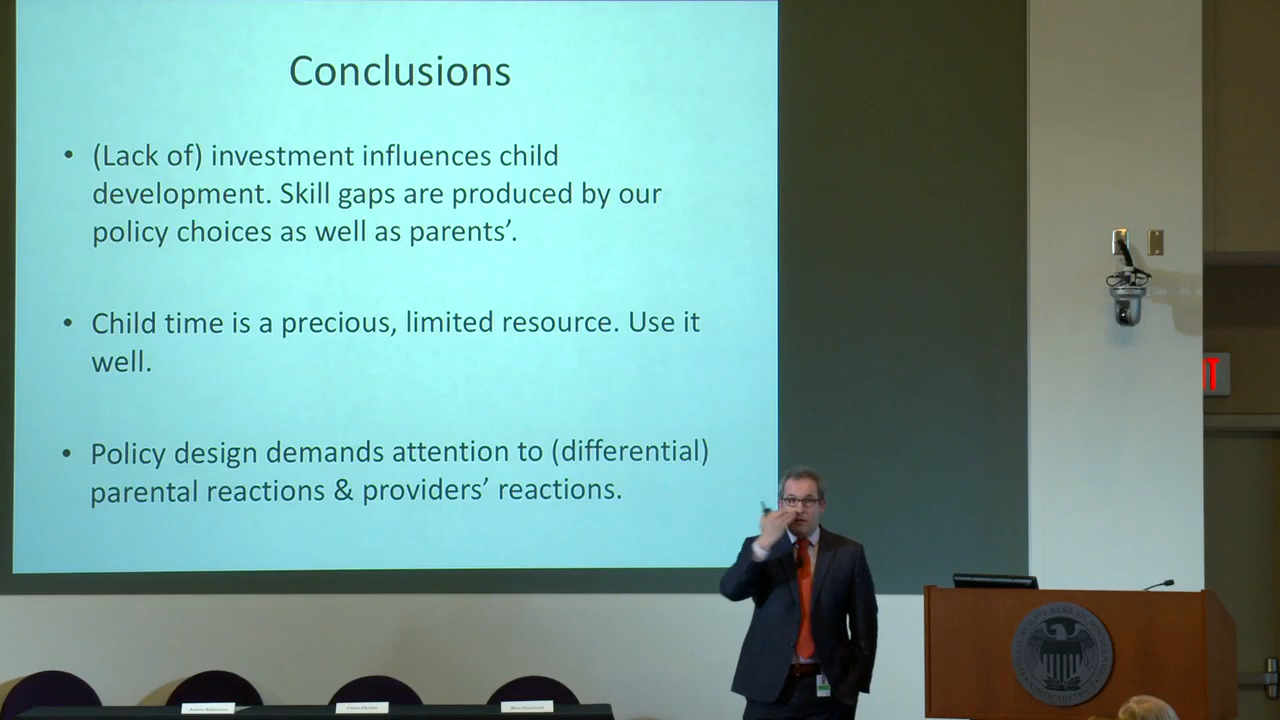 Conclusions
• (Lack of) investment influences child
development. Skill gaps are produced by our
policy choices as well as parents’.
• Child time is a precious, limited resource. Use it
well.
• Policy design demands attention to (differential)
parental reactions & providers’ reactions.
IT